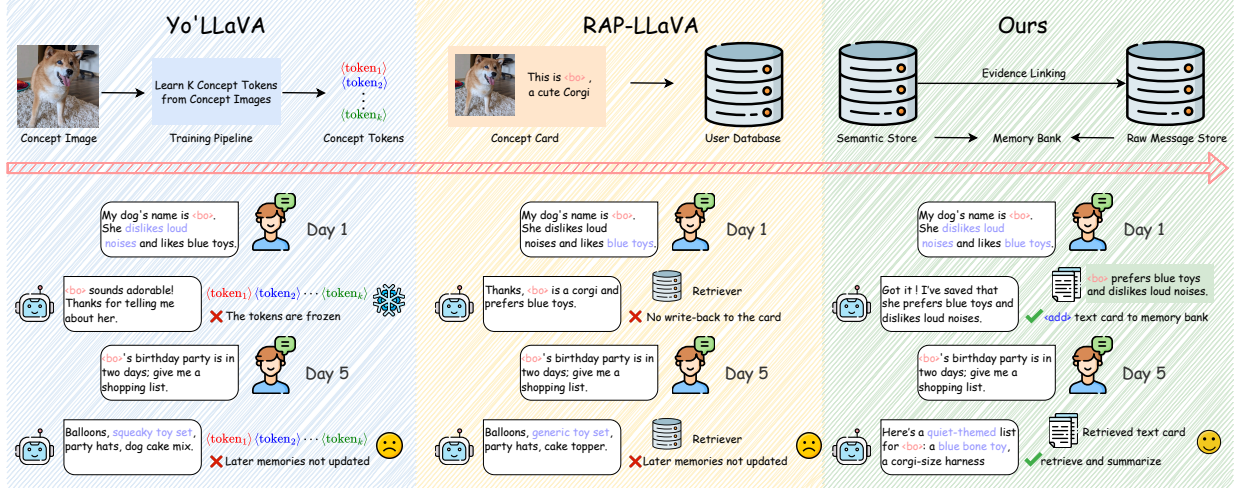 Yo'LLaVA
Concept Image
Learn K Concept Tokens
from Concept Images
Training Pipeline
⟨token₁⟩
⟨token₂⟩
⋮
⟨tokenₖ⟩
Concept Tokens
My dog's name is <bo>.
She dislikes loud
noises and likes blue toys.
Day 1
<bo> sounds adorable!
Thanks for telling me
about her.
⟨token₁⟩ ⟨token₂⟩ ⋯ ⟨tokenₖ⟩
The tokens are frozen
<bo>'s birthday party is in
two days; give me a
shopping list.
Day 5
Balloons, squeaky toy set,
party hats, dog cake mix.
⟨token₁⟩ ⟨token₂⟩ ⋯ ⟨tokenₖ⟩
Later memories not updated
RAP-LLaVA
This is <bo> ,
a cute Corgi
Concept Card
User Database
My dog's name is <bo>.
She dislikes loud
noises and likes blue toys.
Day 1
Thanks, <bo> is a corgi and
prefers blue toys.
Retriever
No write-back to the card
<bo>'s birthday party is in
two days; give me a
shopping list.
Day 5
Balloons, generic toy set,
party hats, cake topper.
Retriever
Later memories not updated
Ours
Evidence Linking
Semantic Store
Memory Bank
Raw Message Store
My dog's name is <bo>.
She dislikes loud
noises and likes blue toys.
Day 1
Got it ! I've saved that
she prefers blue toys and
dislikes loud noises.
<bo> prefers blue toys
and dislikes loud noises.
<add> text card to memory bank
<bo>'s birthday party is in
two days; give me a
shopping list.
Day 5
Here's a quiet-themed list
for <bo>: a blue bone toy,
a corgi-size harness
Retrieved text card
retrieve and summarize